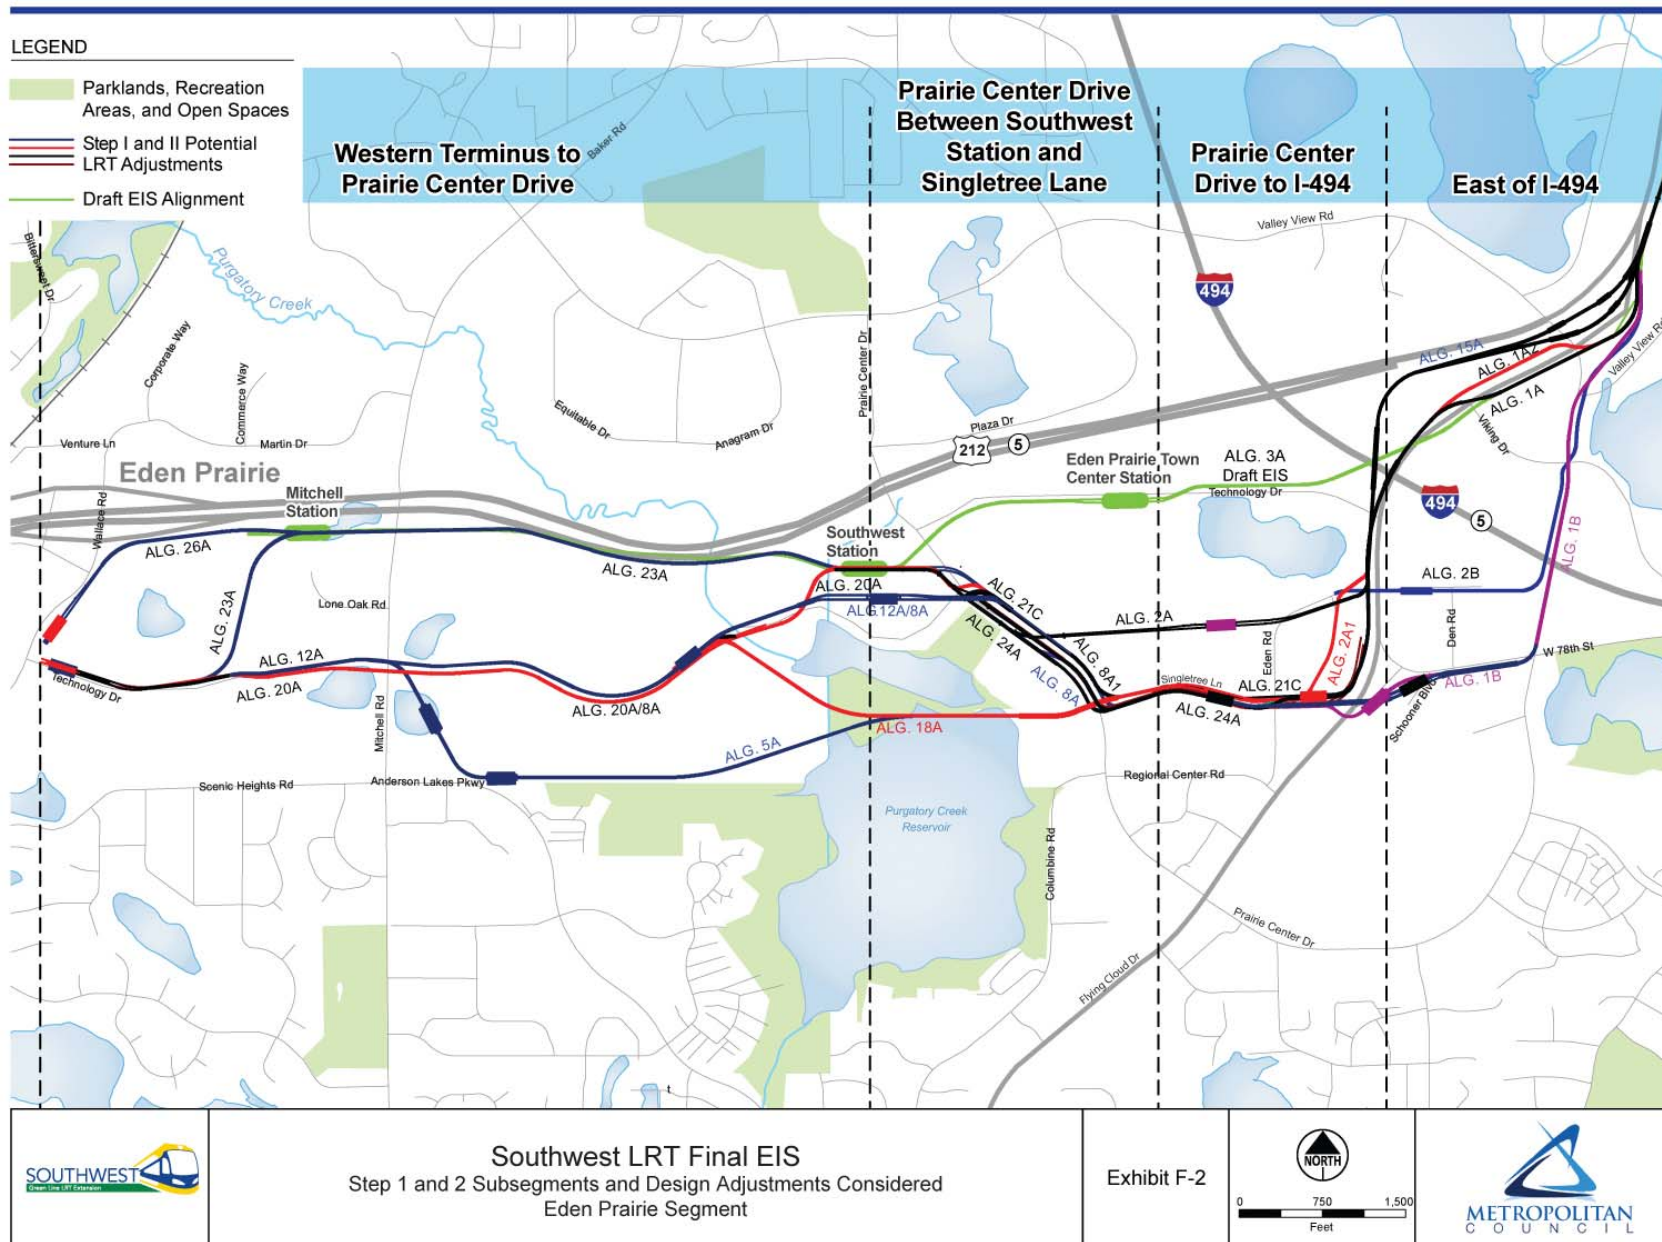 LEGEND
Parklands, Recreation
Areas, and Open Spaces
Step I and II Potential
LRT Adjustments
Draft EIS Alignment
Western Terminus to
Prairie Center Drive
Prairie Center Drive
Between Southwest
Station and
Singletree Lane
Prairie Center
Drive to I-494
East of I-494
Baker Rd
Valley View Rd
Bittersweet Dr
Purgatory Creek
494
Corporate Way
Commerce Way
Prairie Center Dr
ALG. 15A
ALG. 1A2
Valley View Rd
ALG. 1A
Equitable Dr
Anagram Dr
Plaza Dr
Viking Dr
Venture Ln
Martin Dr
212
5
Eden Prairie
Eden Prairie Town
Center Station
ALG. 3A
Draft EIS
Technology Dr
Mitchell
Station
494
5
Wallace Rd
Southwest
Station
ALG. 26A
ALG. 23A
ALG. 1B
ALG. 20A
ALG. 21C
ALG. 2B
ALG. 23A
Lone Oak Rd
ALG.12A/8A
ALG. 2A
ALG. 24A
Eden Rd
ALG. 2A1
Den Rd
W 78th St
ALG. 12A
ALG. 8A1
Technology Dr
ALG. 20A
ALG. 8A
Singletree Ln
ALG. 21C
ALG. 1B
ALG. 20A/8A
ALG. 24A
Schooner Blvd
Mitchell Rd
ALG. 18A
ALG. 5A
Scenic Heights Rd
Anderson Lakes Pkwy
Regional Center Rd
Purgatory Creek
Reservoir
Columbine Rd
Prairie Center Dr
Flying Cloud Dr
t
SOUTHWEST
Green Line LRT Extension
Southwest LRT Final EIS
Step 1 and 2 Subsegments and Design Adjustments Considered
Eden Prairie Segment
Exhibit F-2
NORTH
0 750 1,500
Feet
METROPOLITAN
COUNCIL